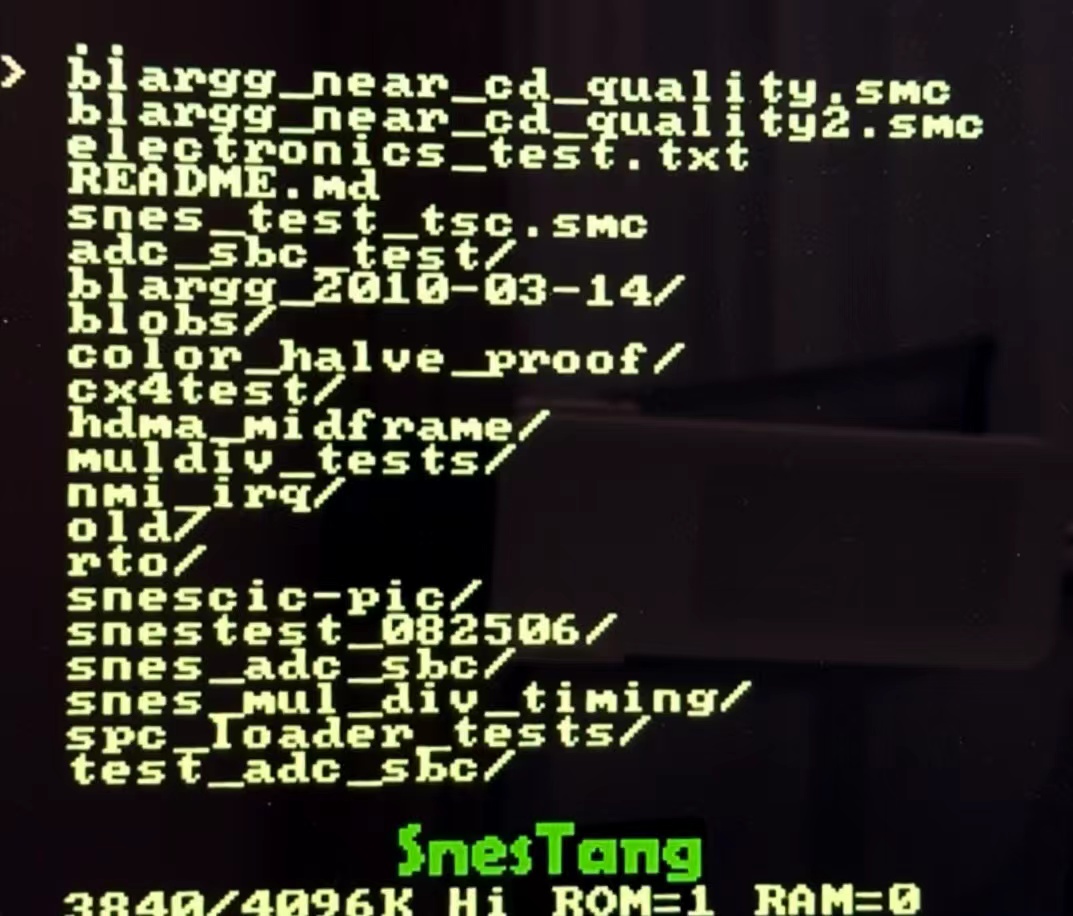 >
..
blargg_near_cd_quality.smc
blargg_near_cd_quality2.smc
electronics_test.txt
README.md
snes_test_tsc.smc
adc_sbc_test/
blargg_2010-03-14/
blobs/
color_halve_proof/
cx4test/
hdma_midframe/
muldiv_tests/
nmi_irq/
old/
rto/
snescic-pic/
snestest_082506/
snes_adc_sbc/
snes_mul_div_timing/
spc_loader_tests/
test_adc_sbc/
SnesTang
3840/4096K Hi ROM=1 RAM=0